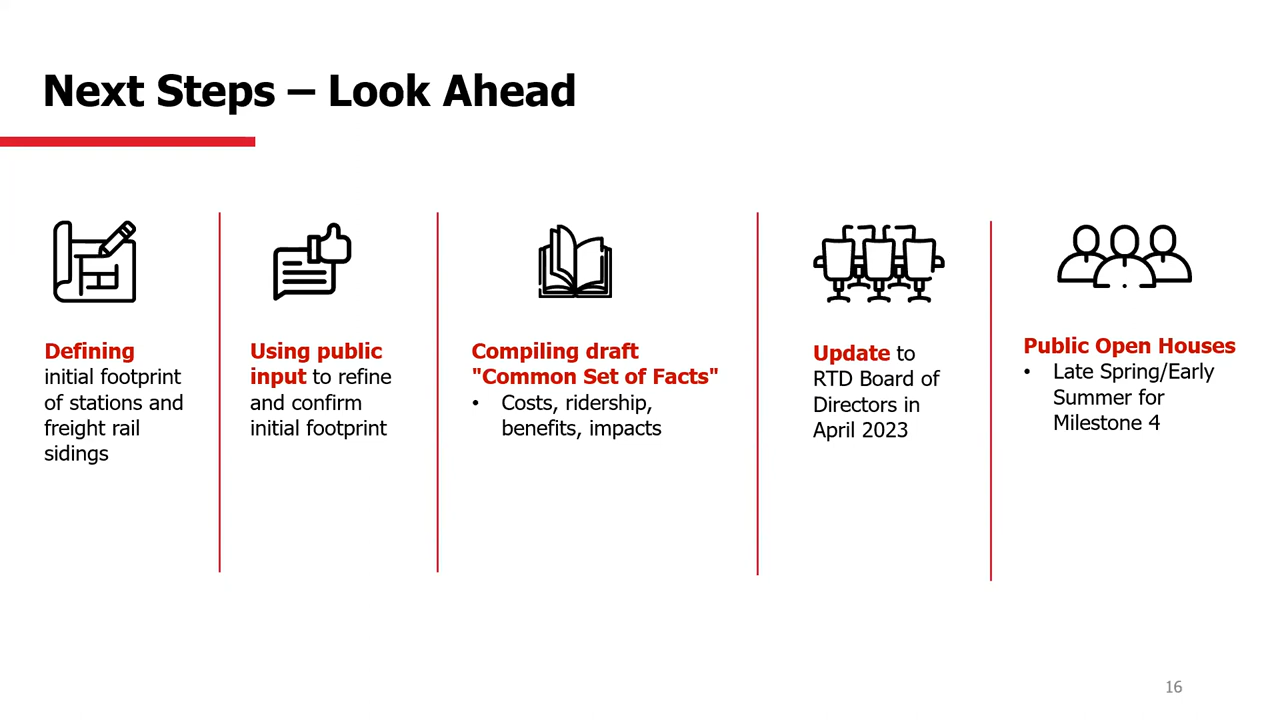 Next Steps – Look Ahead
Defining
initial footprint
of stations and
freight rail
sidings
Using public
input to refine
and confirm
initial footprint
Compiling draft
"Common Set of Facts"
• Costs, ridership,
benefits, impacts
Update to
RTD Board of
Directors in
April 2023
Public Open Houses
• Late Spring/Early
Summer for
Milestone 4
16